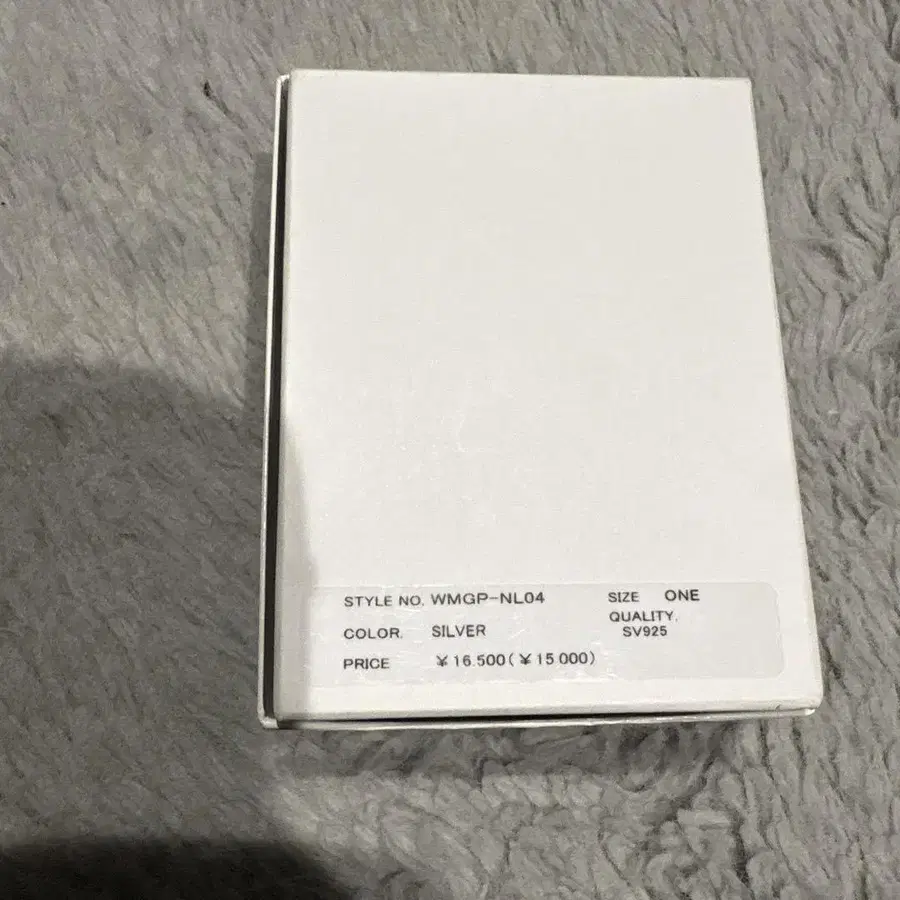 STYLE NO. WMGP-NL04 SIZE ONE
QUALITY.
COLOR. SILVER SV925
PRICE ¥16.500(¥15.000)